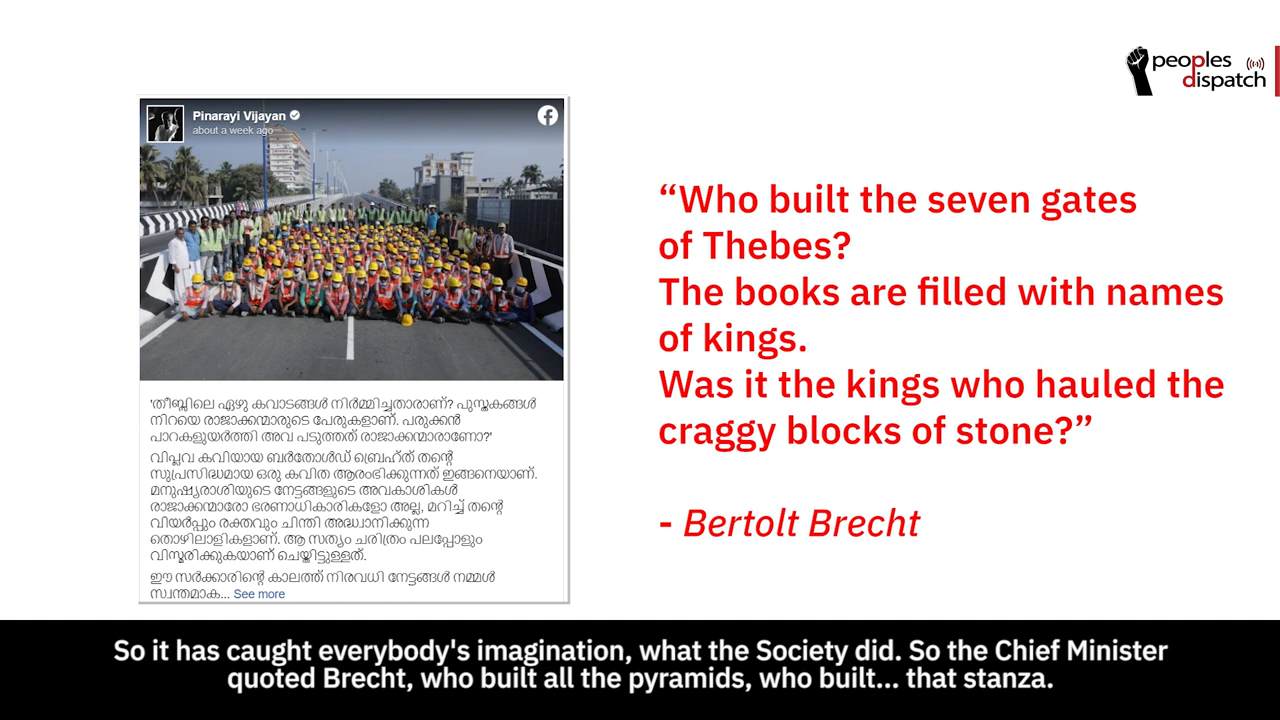 peoples
dispatch
Pinarayi Vijayan
about a week ago
'തീബ്സിലെ ഏഴു കവാടങ്ങൾ നിർമ്മിച്ചതാരാണ്? പുസ്തകങ്ങൾ
നിറയെ രാജാക്കന്മാരുടെ പേരുകളാണ്. പരുക്കൻ
പാറകളുയർത്തി അവ പടുത്തത് രാജാക്കന്മാരാണോ?'
വിപ്ലവ കവിയായ ബർതോൾഡ് ബ്രെഹ്ത് തന്റെ
സുപ്രസിദ്ധമായ ഒരു കവിത ആരംഭിക്കുന്നത് ഇങ്ങനെയാണ്.
മനുഷ്യരാശിയുടെ നേട്ടങ്ങളുടെ അവകാശികൾ
രാജാക്കന്മാരോ ഭരണാധികാരികളോ അല്ല, മറിച്ച് തന്റെ
വിയർപ്പും രക്തവും ചിന്തി അദ്ധ്വാനിക്കുന്ന
തൊഴിലാളികളാണ്. ആ സത്യം ചരിത്രം പലപ്പോളും
വിസ്മരിക്കുകയാണ് ചെയ്തിട്ടുള്ളത്.
ഈ സർക്കാരിന്റെ കാലത്ത് നിരവധി നേട്ടങ്ങൾ നമ്മൾ
സ്വന്തമാക... See more
“Who built the seven gates
of Thebes?
The books are filled with names
of kings.
Was it the kings who hauled the
craggy blocks of stone?”
- Bertolt Brecht
So it has caught everybody's imagination, what the Society did. So the Chief Minister
quoted Brecht, who built all the pyramids, who built... that stanza.